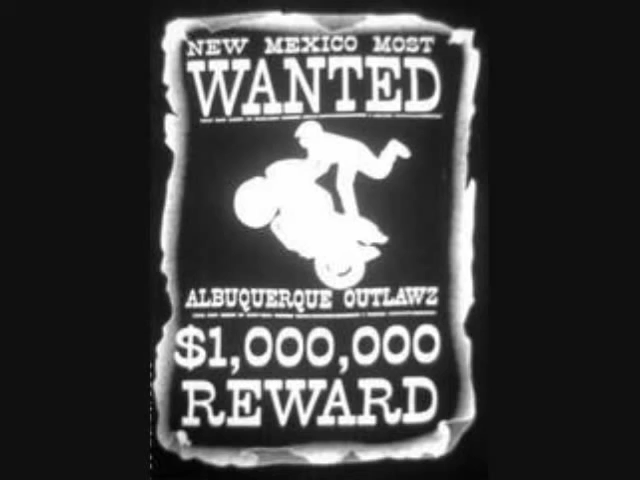 NEW MEXICO MOST
WANTED
ALBUQUERQUE OUTLAWZ
$1,000,000
REWARD